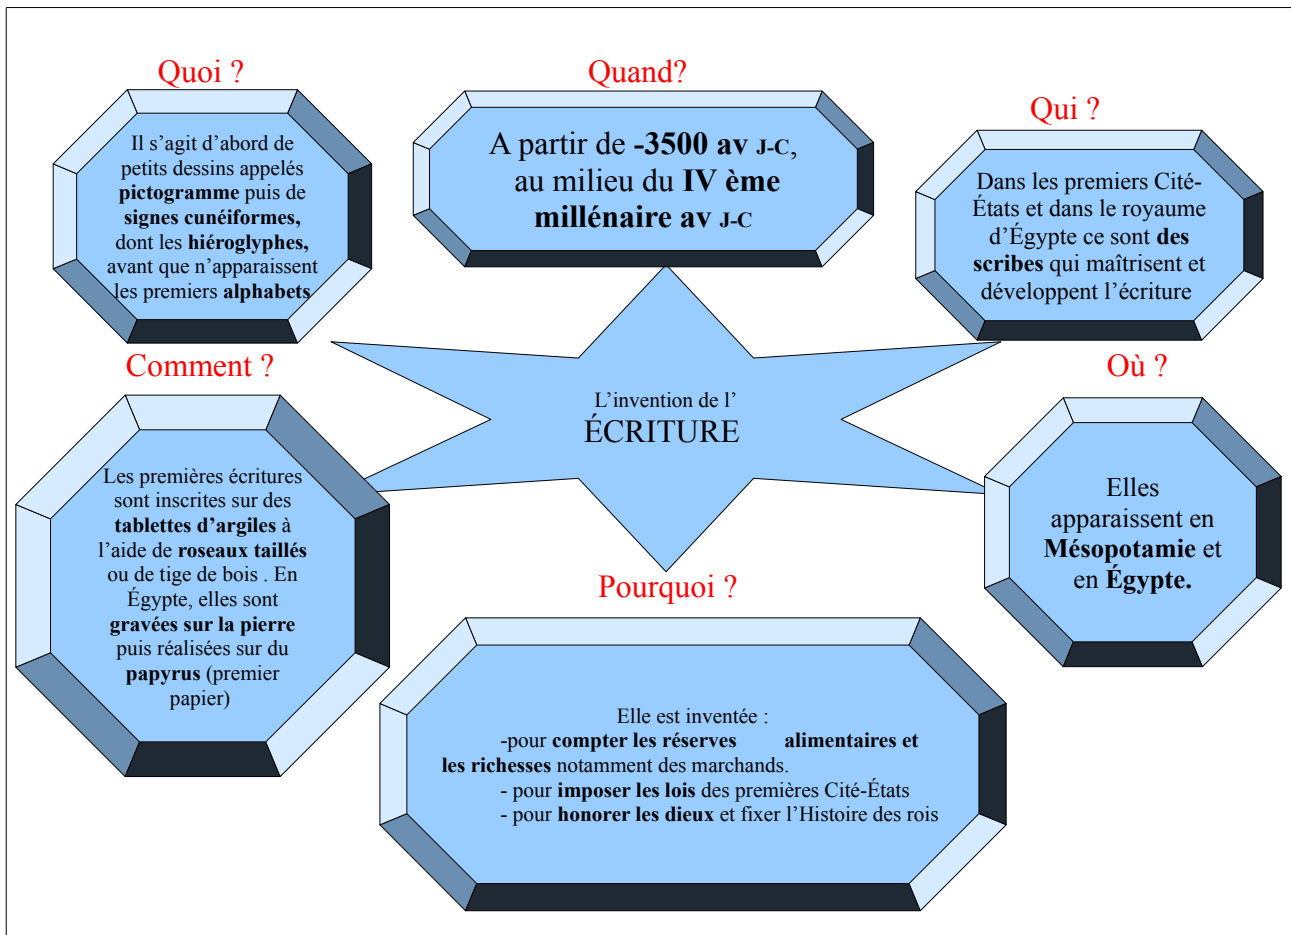 Quoi ?
Il s’agit d’abord de
petits dessins appelés
pictogramme puis de
signes cunéiformes,
dont les hiéroglyphes,
avant que n’apparaissent
les premiers alphabets
Quand?
A partir de -3500 av J-C,
au milieu du IV ème
millénaire av J-C
Qui ?
Dans les premiers Cité-
États et dans le royaume
d’Égypte ce sont des
scribes qui maîtrisent et
développent l’écriture
Comment ?
Les premières écritures
sont inscrites sur des
tablettes d’argiles à
l’aide de roseaux taillés
ou de tige de bois . En
Égypte, elles sont
gravées sur la pierre
puis réalisées sur du
papyrus (premier
papier)
L’invention de l’
ÉCRITURE
Où ?
Elles
apparaissent en
Mésopotamie et
en Égypte.
Pourquoi ?
Elle est inventée :
-pour compter les réserves alimentaires et
les richesses notamment des marchands.
- pour imposer les lois des premières Cité-États
- pour honorer les dieux et fixer l’Histoire des rois